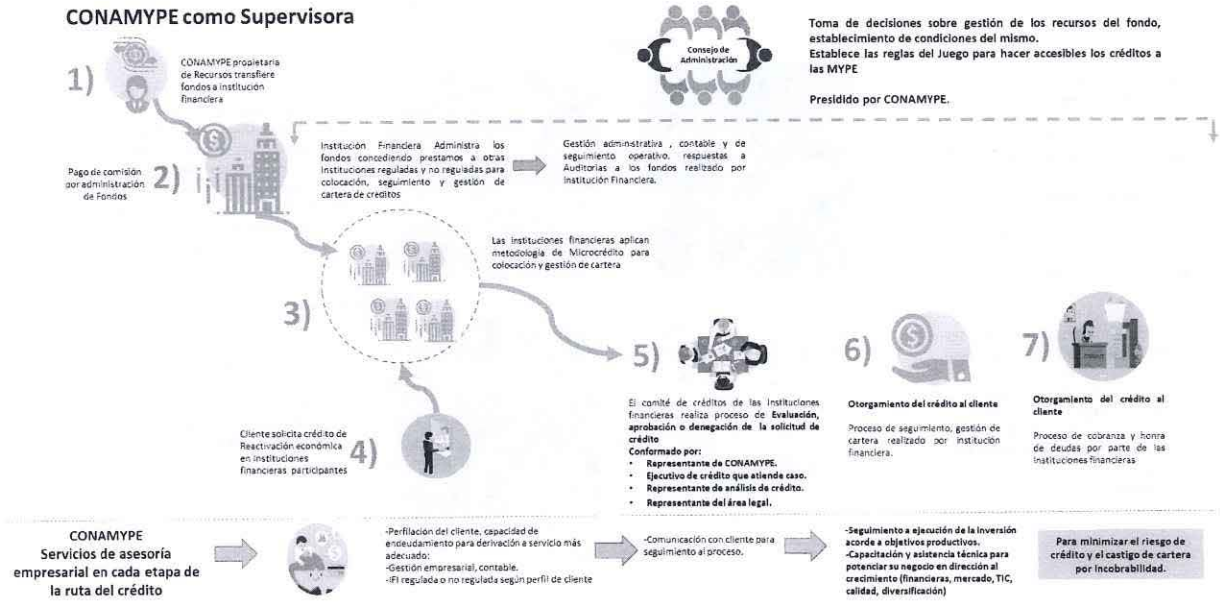 CONAMYPE como Supervisora
Consejo de
Administración
Toma de decisiones sobre gestión de los recursos del fondo,
establecimiento de condiciones del mismo.
Establece las reglas del Juego para hacer accesibles los créditos a
las MYPE
Presidido por CONAMYPE.
1)
CONAMYPE propietaria
de Recursos transfiere
fondos a Institución
financiera
Pago de comisión
por administración
de Fondos
2)
Institución Financiera Administra los
fondos concediendo prestamos a otras
Instituciones reguladas y no reguladas para
colocación, seguimiento y gestión de
cartera de creditos
Gestión administrativa , contable y de
seguimiento operativo, respuestas a
Auditorias a los fondos realizado por
Institución Financiera.
3)
Las instituciones financieras aplican
metodología de Microcrédito para
colocación y gestión de cartera
Cliente solicita crédito de
Reactivación económica
en instituciones
financieras participantes
4)
5)
El comité de créditos de las instituciones
financieras realiza proceso de Evaluación,
aprobación o denegación de la solicitud de
crédito
Conformado por:
• Representante de CONAMYPE.
• Ejecutivo de crédito que atiende caso.
• Representante de análisis de crédito.
• Representante del área legal.
6)
Otorgamiento del crédito al cliente
Proceso de seguimiento, gestión de
cartera realizado por institución
financiera.
7)
Otorgamiento del crédito al
cliente
Proceso de cobranza y honra
de deudas por parte de las
instituciones financieras
CONAMYPE
Servicios de asesoría
empresarial en cada etapa de
la ruta del crédito
-Perfilación del cliente, capacidad de
endeudamiento para derivación a servicio más
adecuado:
-Gestión empresarial, contable.
-IFI regulada o no regulada según perfil de cliente
-Comunicación con cliente para
seguimiento al proceso.
-Seguimiento a ejecución de la inversión
acorde a objetivos productivos.
-Capacitación y asistencia técnica para
potenciar su negocio en dirección al
crecimiento (financieras, mercado, TIC,
calidad, diversificación)
Para minimizar el riesgo de
crédito y el castigo de cartera
por incobrabilidad.